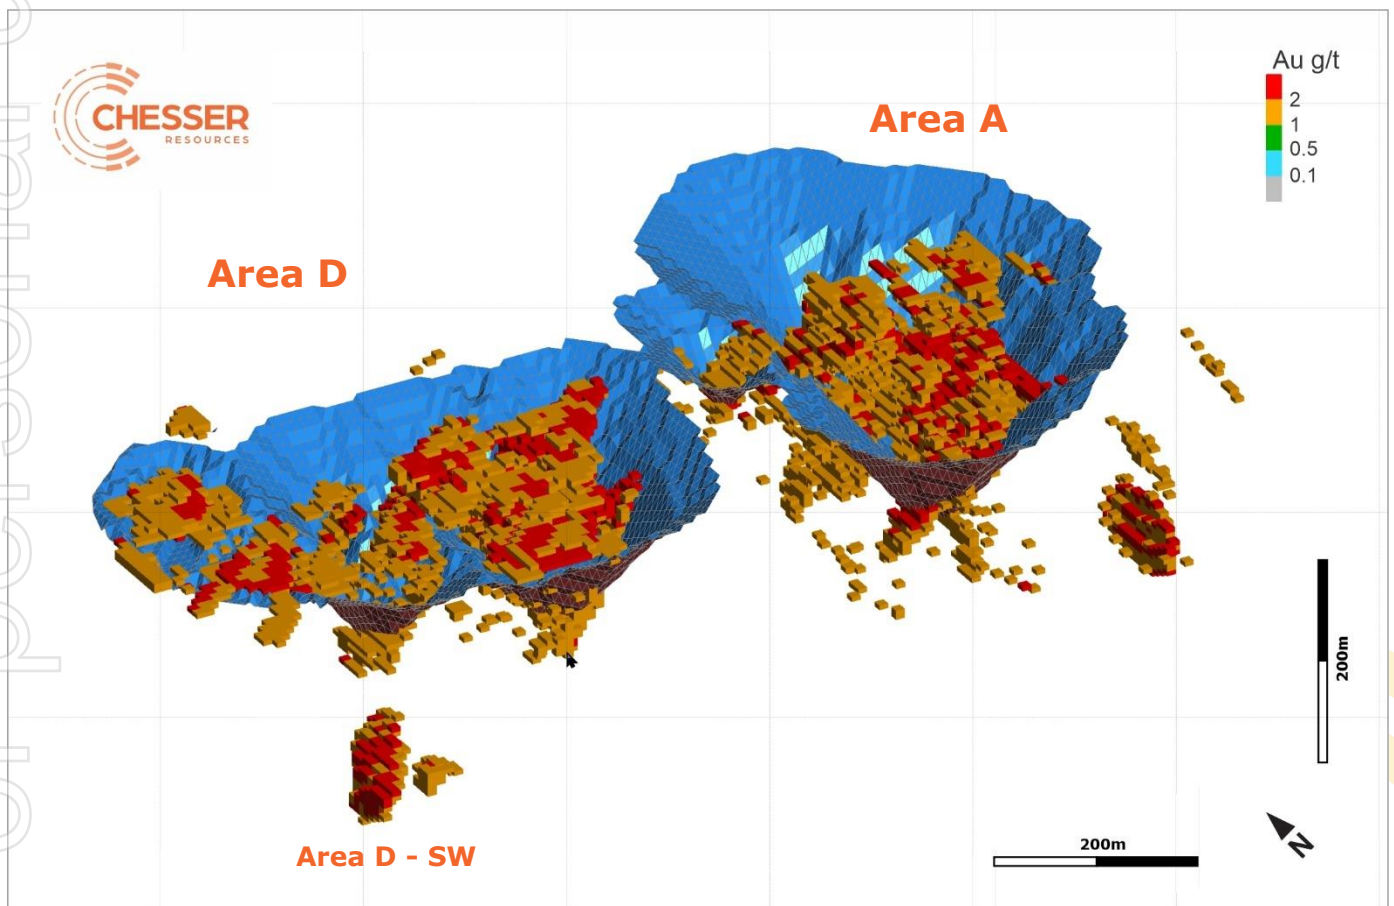 CHESSER
RESOURCES
Area D
Area A
Au g/t
2
1
0.5
0.1
Area D - SW
200m
200m
N